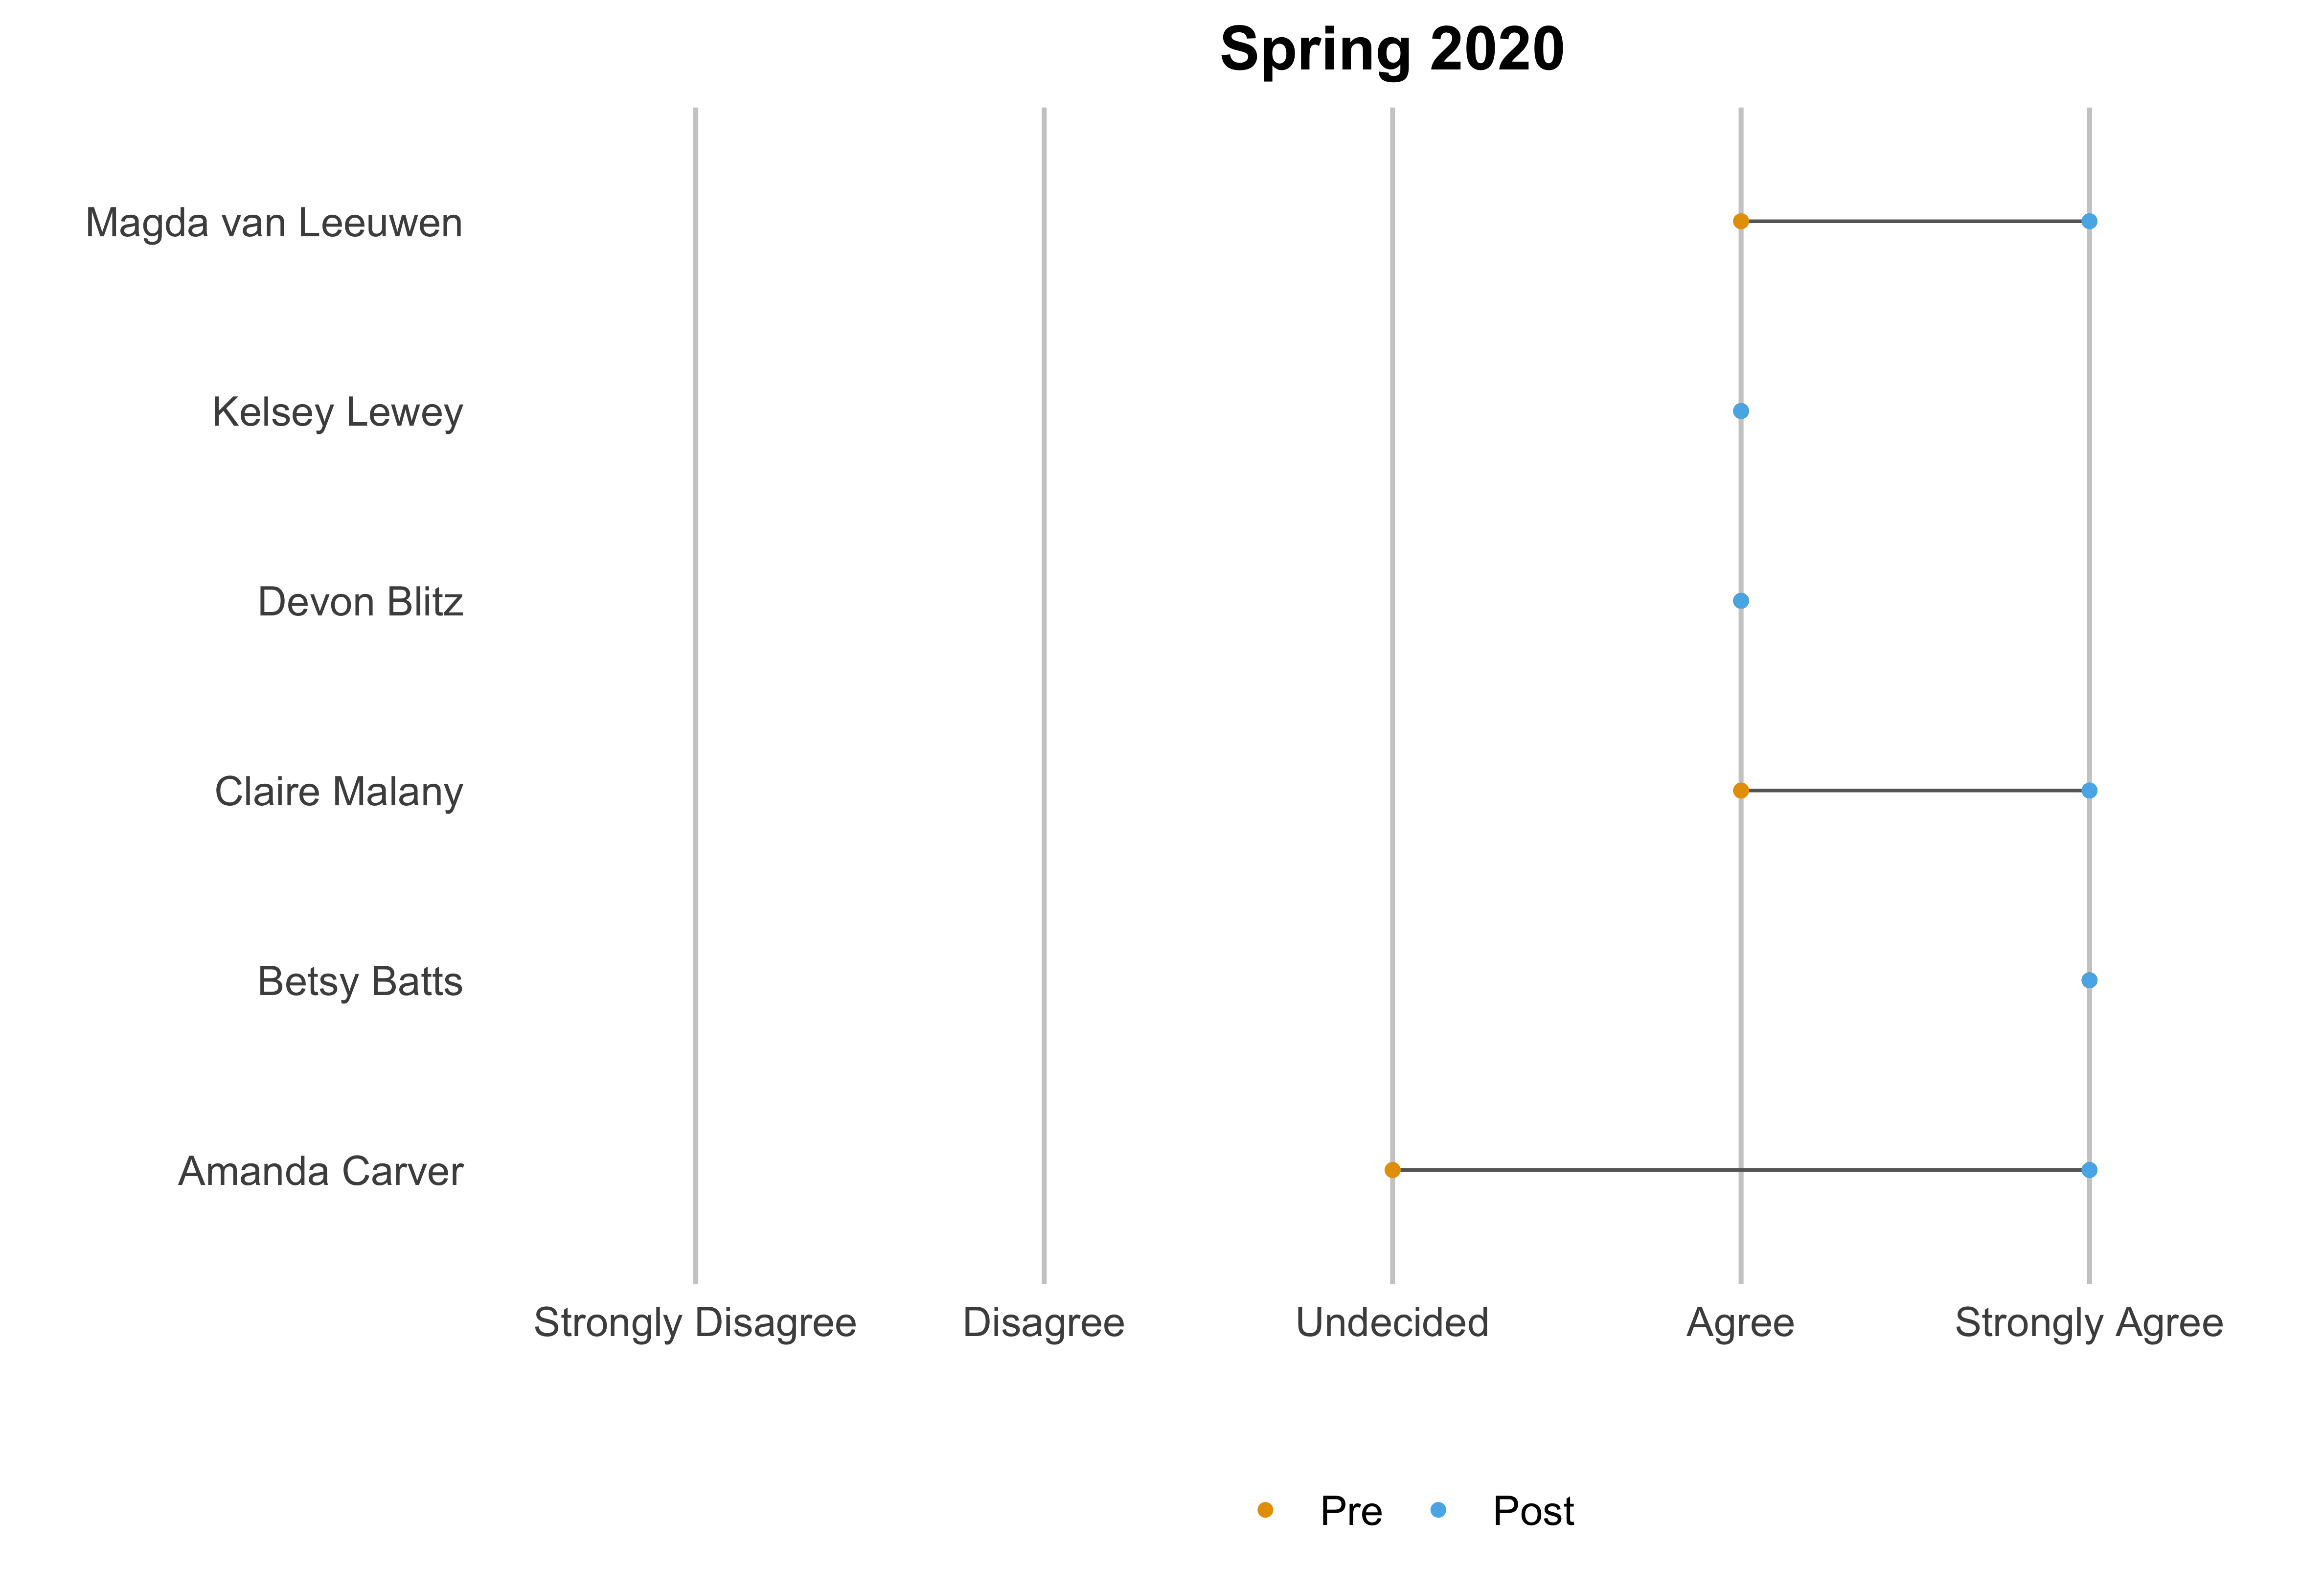 Spring 2020
Magda van Leeuwen
Kelsey Lewey
Devon Blitz
Claire Malany
Betsy Batts
Amanda Carver
Strongly Disagree Disagree Undecided Agree Strongly Agree
Pre Post